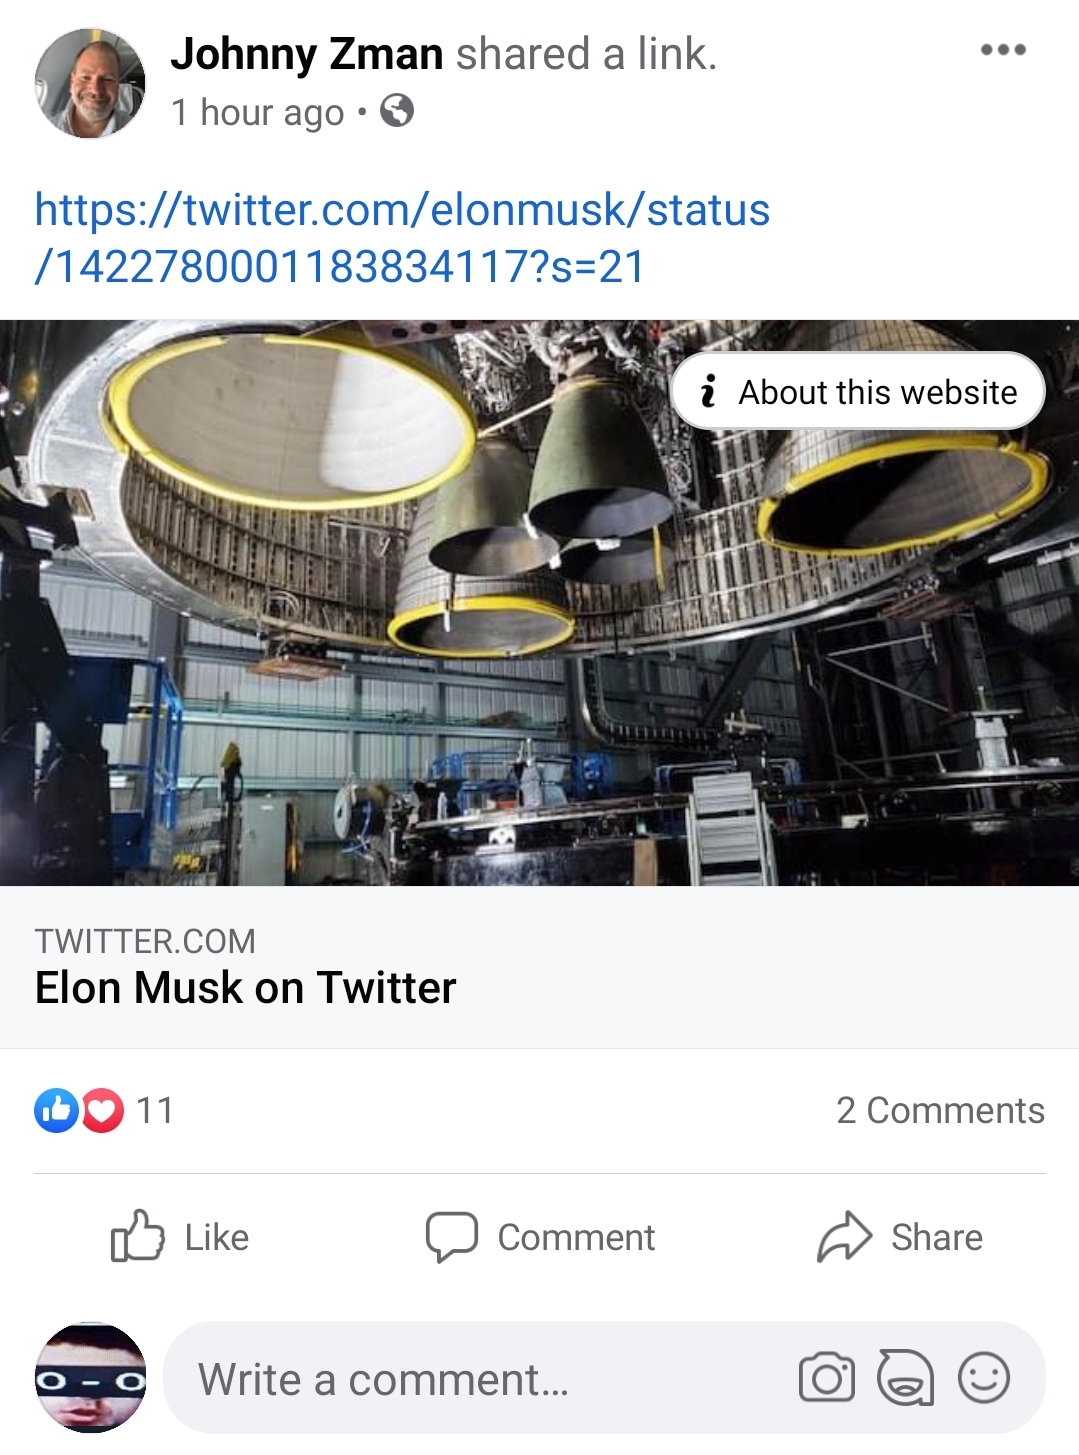 Johnny Zman shared a link.
1 hour ago •
https://twitter.com/elonmusk/status
/1422780001183834117?s=21
i About this website
TWITTER.COM
Elon Musk on Twitter
11
2 Comments
Like
Comment
Share
Write a comment...